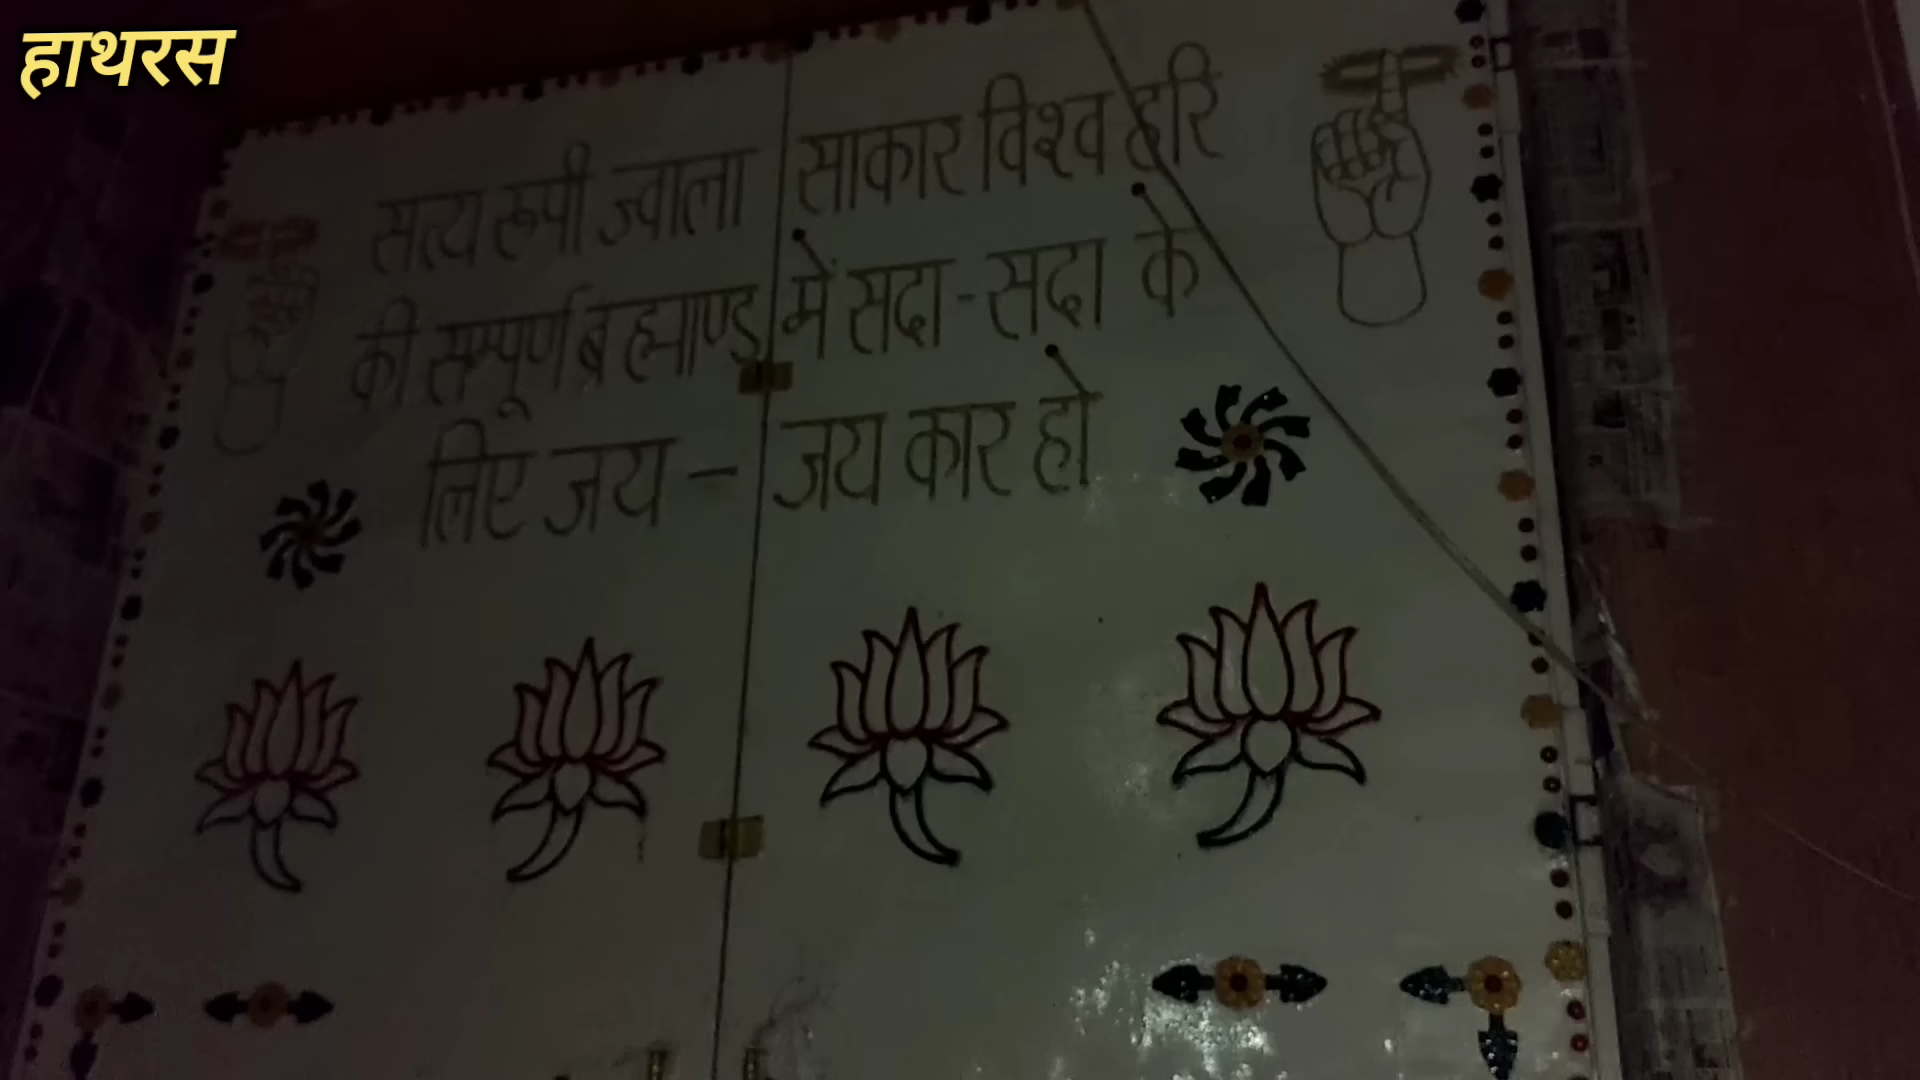 हाथरस
सत्य रूपी ज्वाला साकार विश्व हरि
की सम्पूर्ण ब्रह्माण्ड में सदा-सदा के
लिए जय - जय कार हो